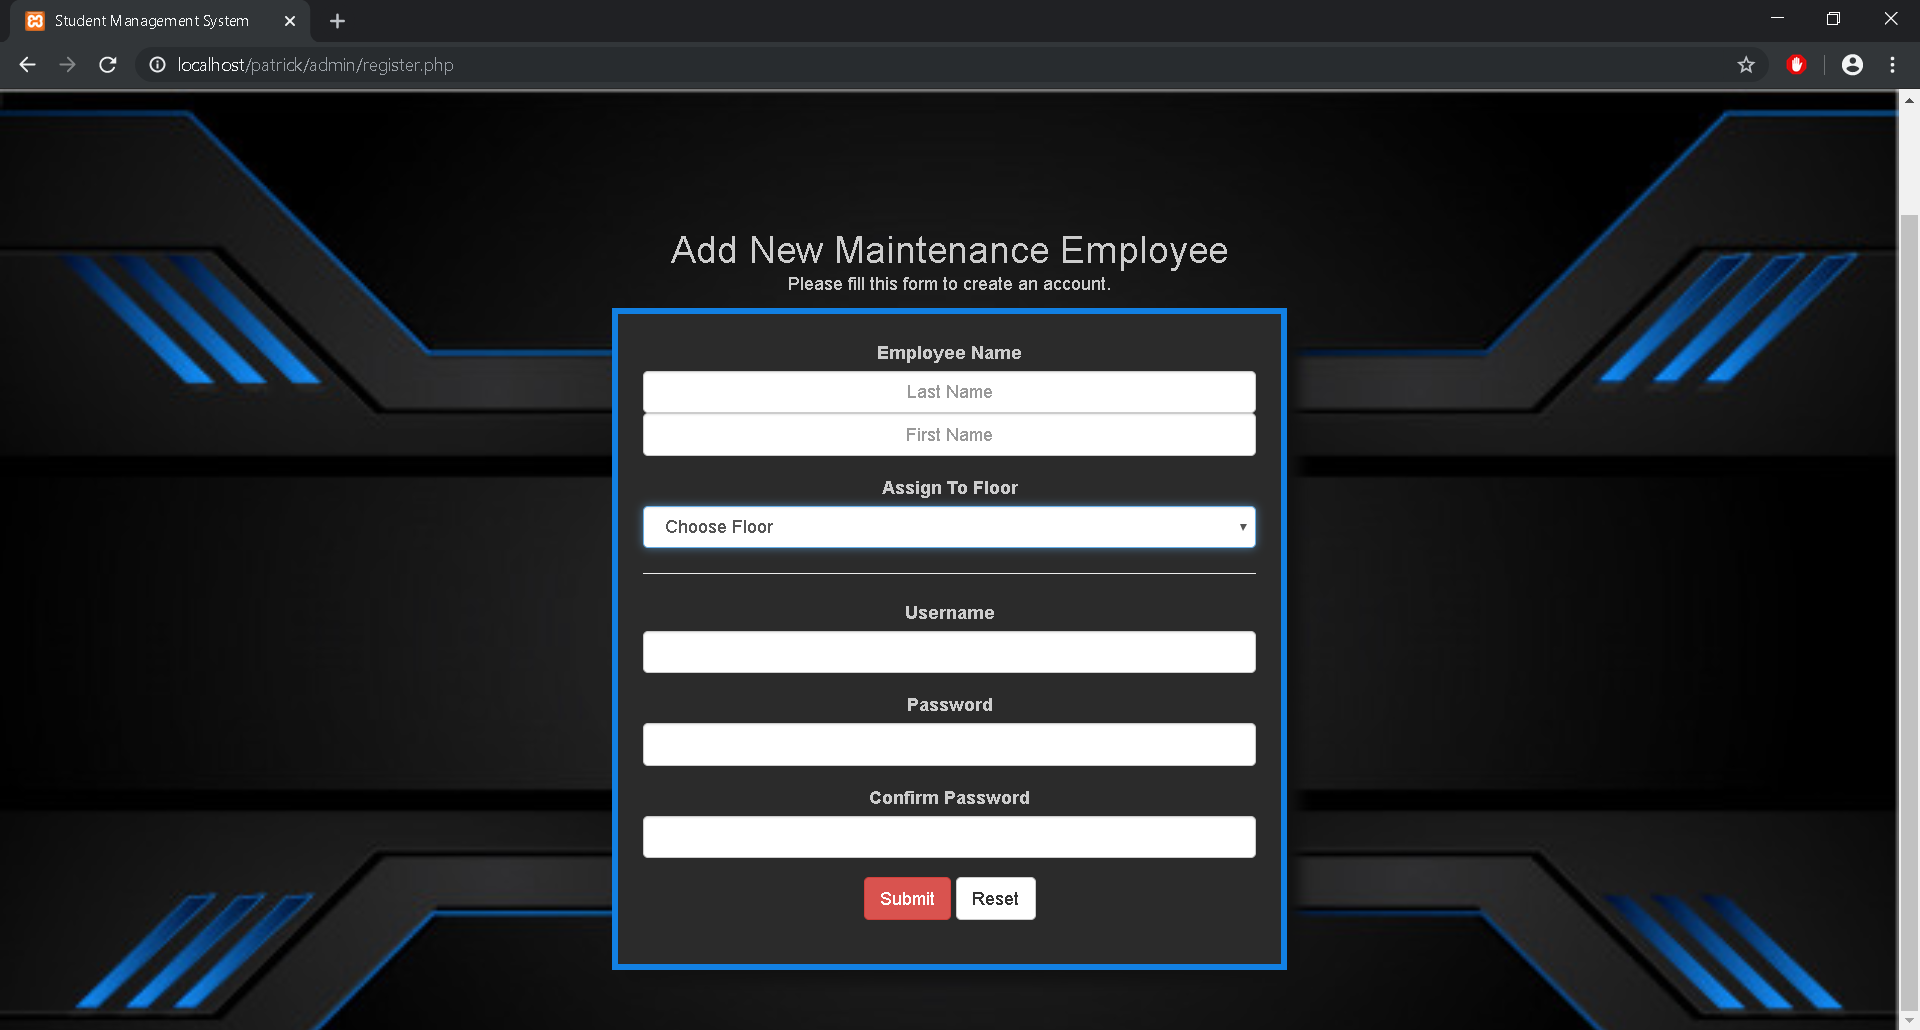 Student Management System
localhost/patrick/admin/register.php
Add New Maintenance Employee
Please fill this form to create an account.
Employee Name
Last Name
First Name
Assign To Floor
Choose Floor
Username
Password
Confirm Password
Submit Reset